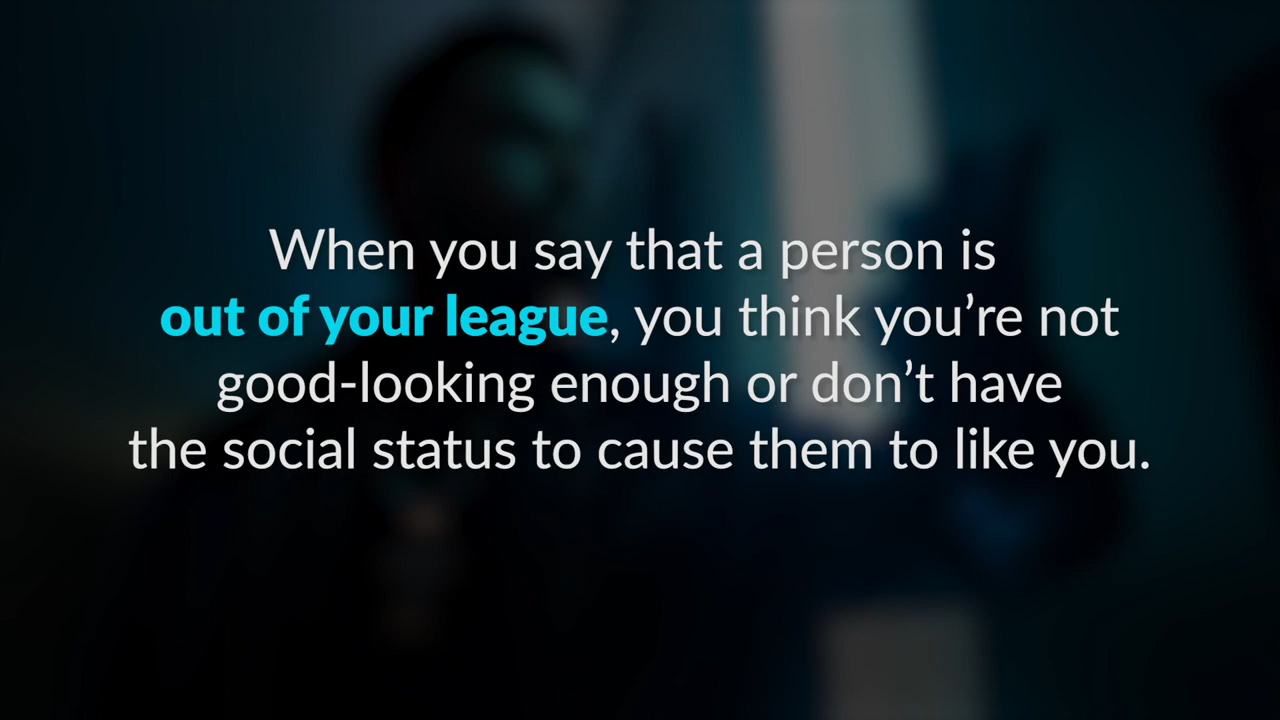 When you say that a person is
out of your league, you think you’re not
good-looking enough or don’t have
the social status to cause them to like you.